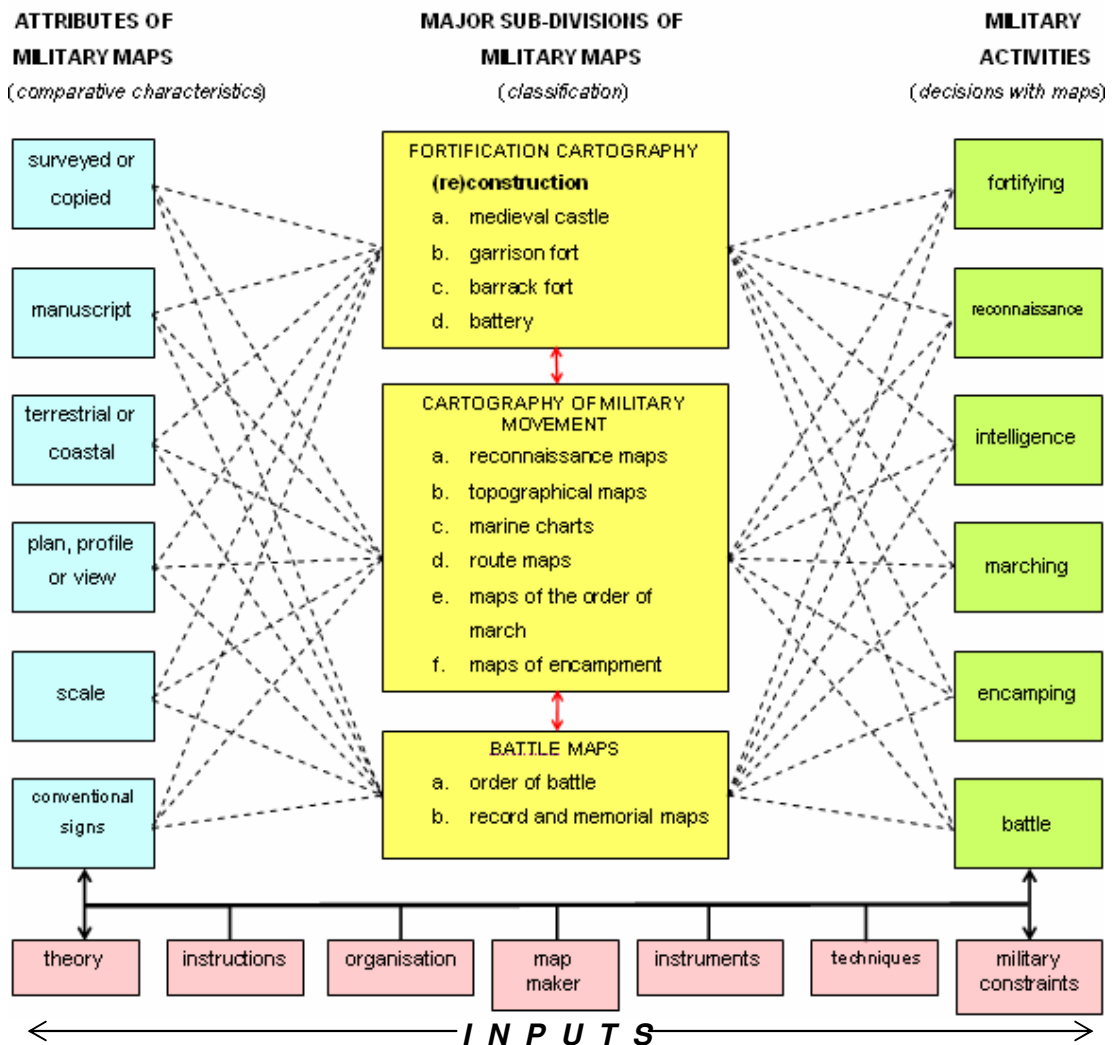 ATTRIBUTES OF
MILITARY MAPS
(comparative characteristics)
MAJOR SUB-DIVISIONS OF
MILITARY MAPS
(classification)
MILITARY
ACTIVITIES
(decisions with maps)
surveyed or
copied
manuscript
terrestrial or
coastal
plan, profile
or view
scale
conventional
signs
FORTIFICATION CARTOGRAPHY
(re)construction
a. medieval castle
b. garrison fort
c. barrack fort
d. battery
CARTOGRAPHY OF MILITARY
MOVEMENT
a. reconnaissance maps
b. topographical maps
c. marine charts
d. route maps
e. maps of the order of
march
f. maps of encampment
BATTLE MAPS
a. order of battle
b. record and memorial maps
fortifying
reconnaissance
intelligence
marching
encamping
battle
theory
instructions
organisation
map
maker
instruments
techniques
military
constraints
INPUTS